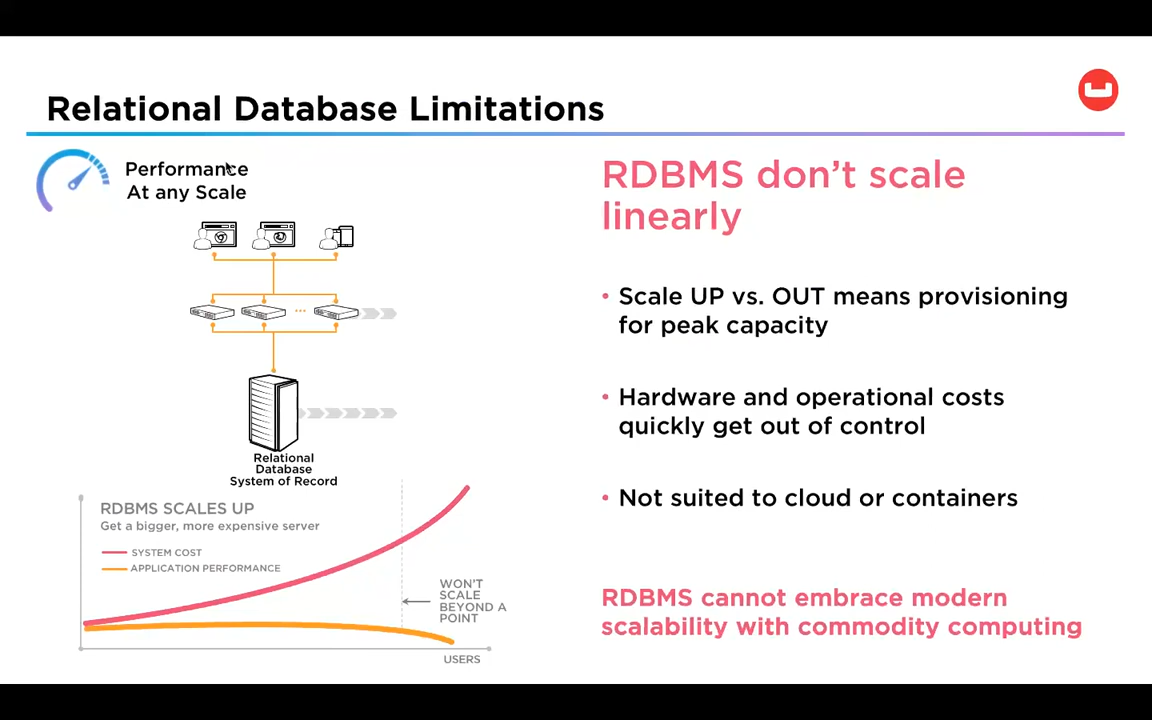 Relational Database Limitations
Performance
At any Scale
Relational
Database
System of Record
RDBMS SCALES UP
Get a bigger, more expensive server
SYSTEM COST
APPLICATION PERFORMANCE
WON'T
SCALE
BEYOND A
POINT
USERS
RDBMS don't scale
linearly
• Scale UP vs. OUT means provisioning
for peak capacity
• Hardware and operational costs
quickly get out of control
• Not suited to cloud or containers
RDBMS cannot embrace modern
scalability with commodity computing